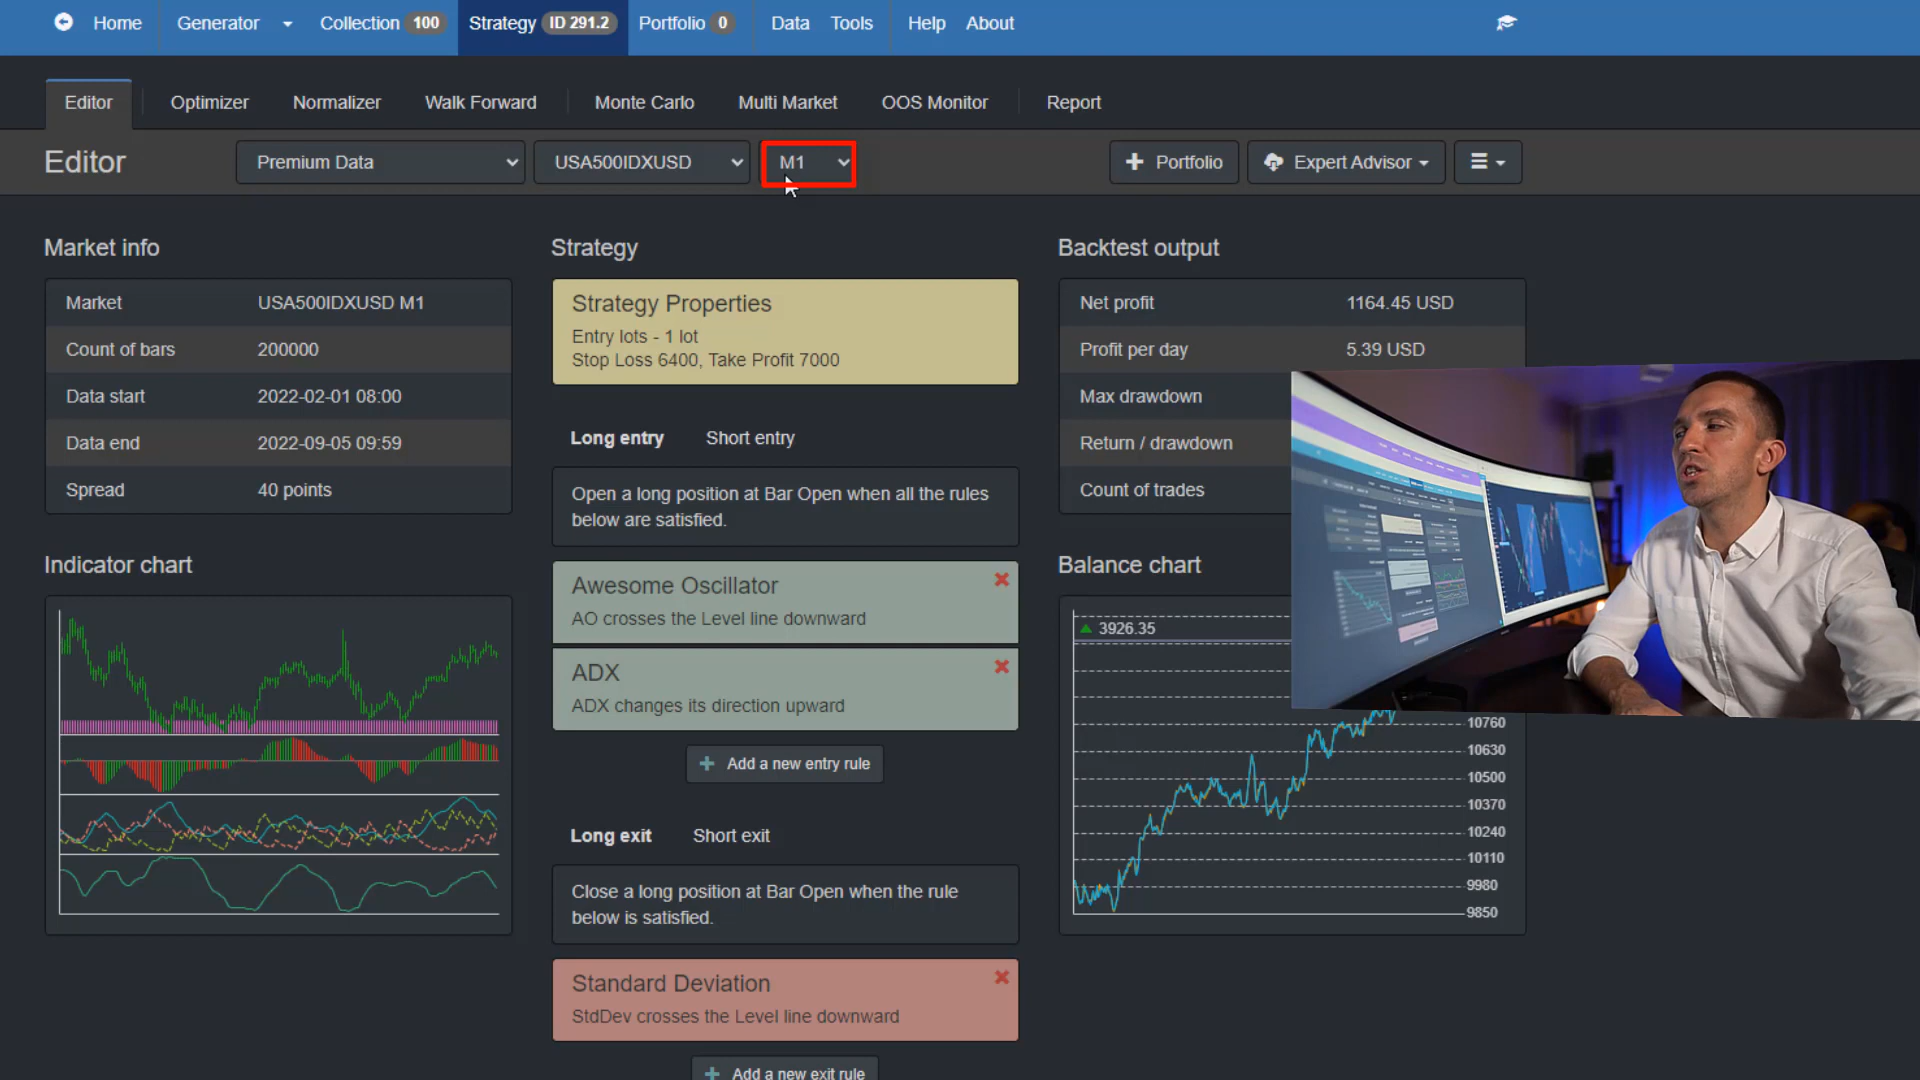 Home
Generator
Collection 100
Strategy ID 291.2
Portfolio 0
Data
Tools
Help
About
Editor
Optimizer
Normalizer
Walk Forward
Monte Carlo
Multi Market
OOS Monitor
Report
Editor
Premium Data
USA500IDXUSD
M1
Portfolio
Expert Advisor
Market info
Market USA500IDXUSD M1
Count of bars 200000
Data start 2022-02-01 08:00
Data end 2022-09-05 09:59
Spread 40 points
Indicator chart
Strategy
Strategy Properties
Entry lots - 1 lot
Stop Loss 6400, Take Profit 7000
Long entry
Short entry
Open a long position at Bar Open when all the rules
below are satisfied.
Awesome Oscillator
AO crosses the Level line downward
ADX
ADX changes its direction upward
Add a new entry rule
Long exit
Short exit
Close a long position at Bar Open when the rule
below is satisfied.
Standard Deviation
StdDev crosses the Level line downward
Add a new exit rule
Backtest output
Net profit 1164.45 USD
Profit per day 5.39 USD
Max drawdown
Return / drawdown
Count of trades
Balance chart
3926.35
10760
10630
10500
10370
10240
10110
9980
9850